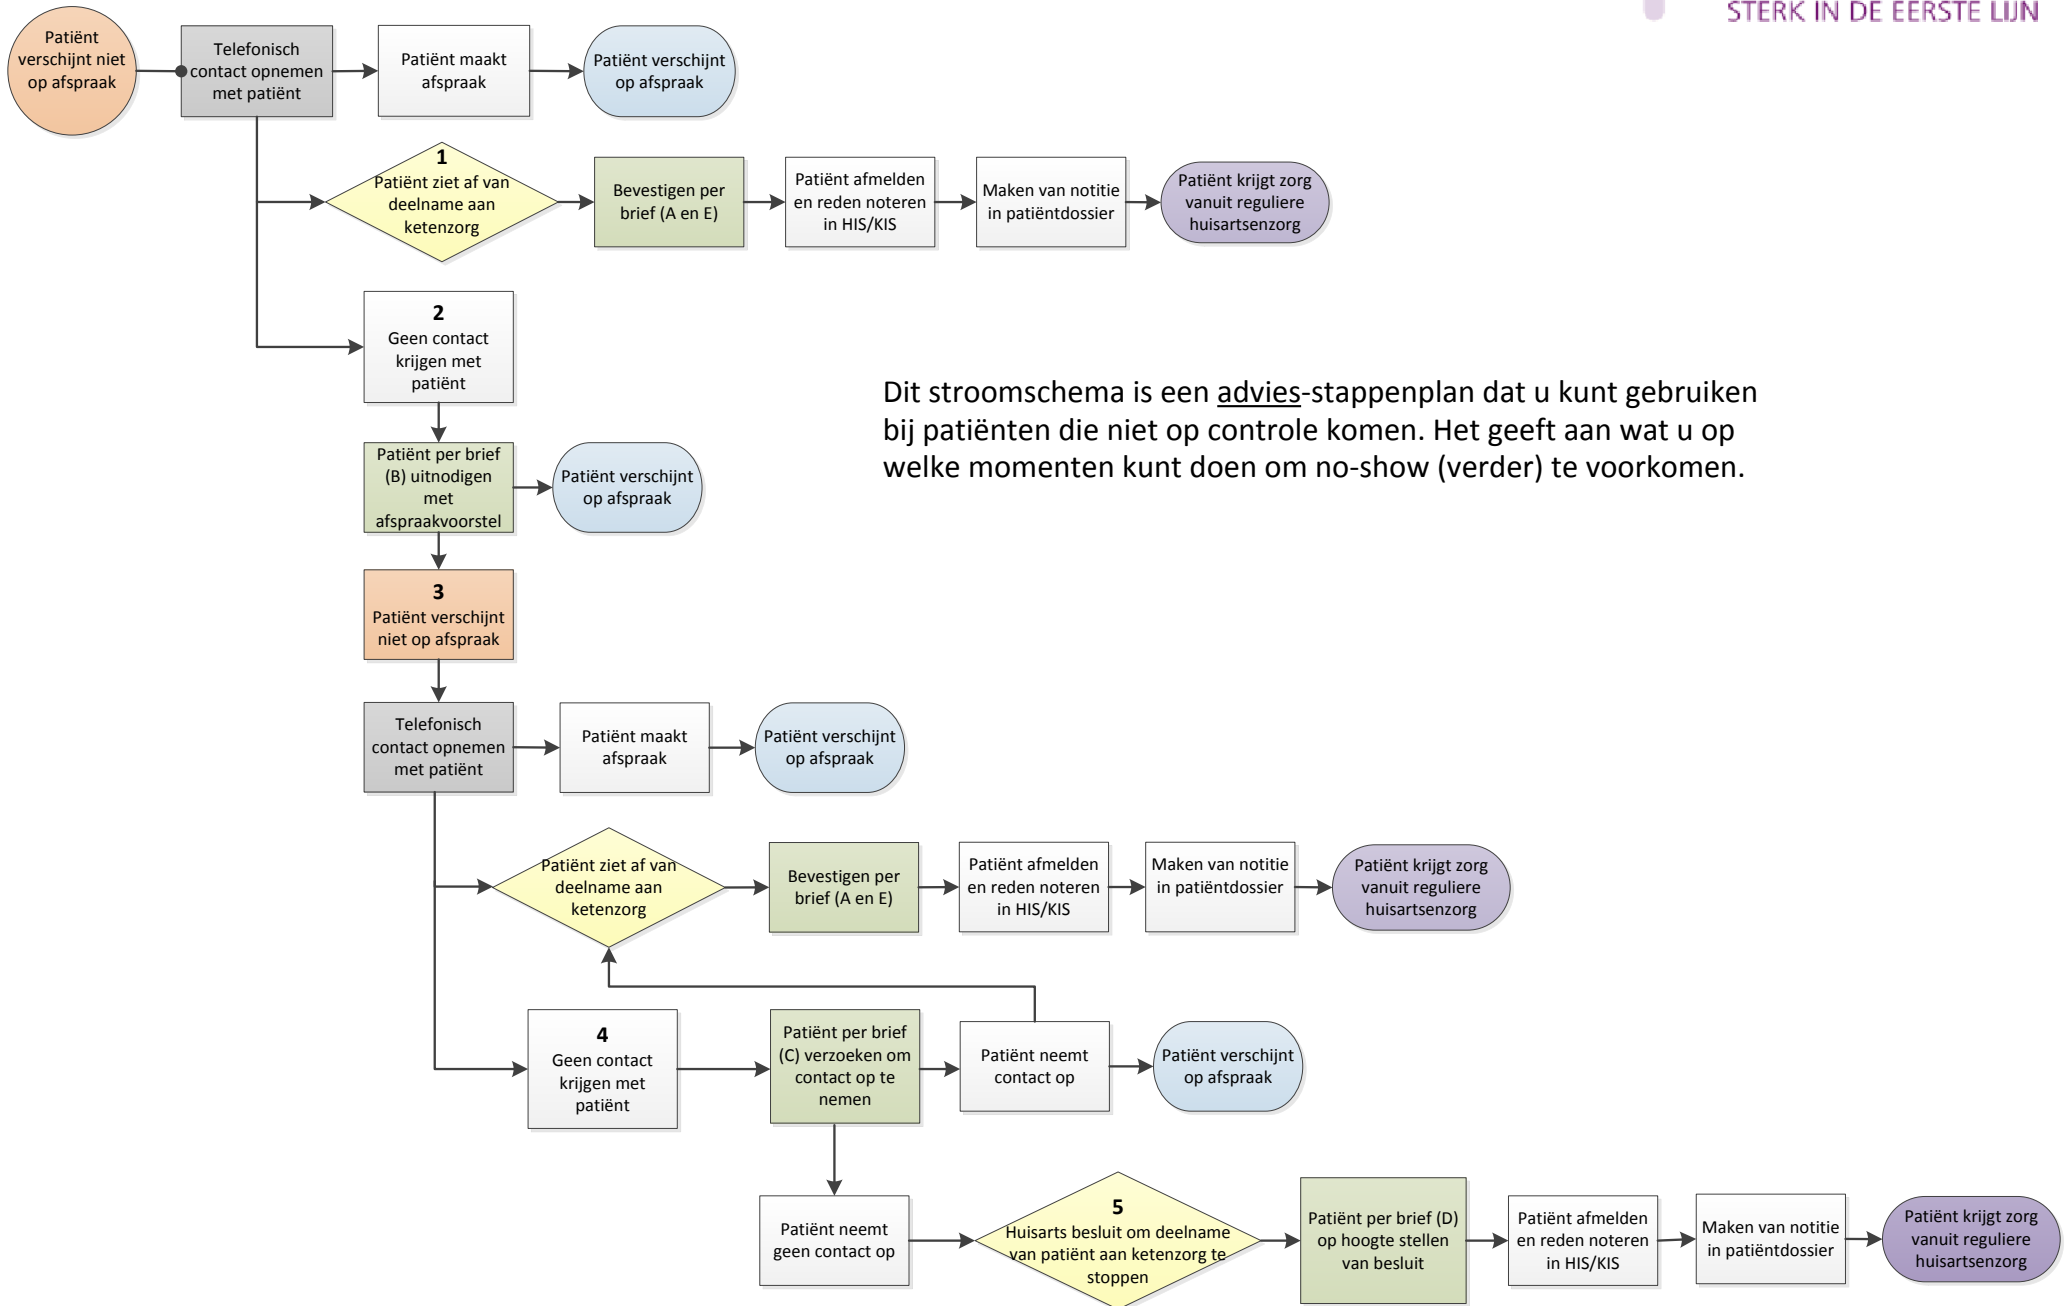 STERK IN DE EERSTE LIJN
Patiënt
verschijnt niet
op afspraak
Telefonisch
contact opnemen
met patiënt
Patiënt maakt
afspraak
Patiënt verschijnt
op afspraak
1
Patiënt ziet af van
deelname aan
ketenzorg
Bevestigen per
brief (A en E)
Patiënt afmelden
en reden noteren
in HIS/KIS
Maken van notitie
in patiëntdossier
Patiënt krijgt zorg
vanuit reguliere
huisartsenzorg
2
Geen contact
krijgen met
patiënt
Dit stroomschema is een advies-stappenplan dat u kunt gebruiken
bij patiënten die niet op controle komen. Het geeft aan wat u op
welke momenten kunt doen om no-show (verder) te voorkomen.
Patiënt per brief
(B) uitnodigen
met
afspraakvoorstel
Patiënt verschijnt
op afspraak
3
Patiënt verschijnt
niet op afspraak
Telefonisch
contact opnemen
met patiënt
Patiënt maakt
afspraak
Patiënt verschijnt
op afspraak
Patiënt ziet af van
deelname aan
ketenzorg
Bevestigen per
brief (A en E)
Patiënt afmelden
en reden noteren
in HIS/KIS
Maken van notitie
in patiëntdossier
Patiënt krijgt zorg
vanuit reguliere
huisartsenzorg
4
Geen contact
krijgen met
patiënt
Patiënt per brief
(C) verzoeken om
contact op te
nemen
Patiënt neemt
contact op
Patiënt verschijnt
op afspraak
Patiënt neemt
geen contact op
5
Huisarts besluit om deelname
van patiënt aan ketenzorg te
stoppen
Patiënt per brief (D)
op hoogte stellen
van besluit
Patiënt afmelden
en reden noteren
in HIS/KIS
Maken van notitie
in patiëntdossier
Patiënt krijgt zorg
vanuit reguliere
huisartsenzorg